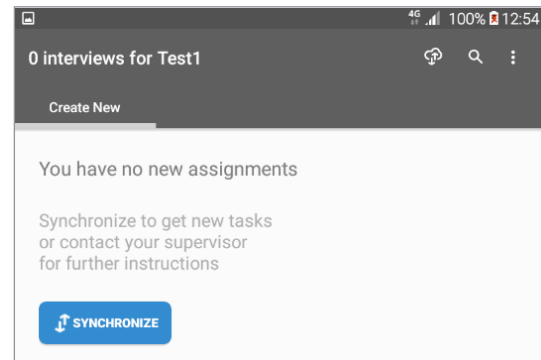 4G 100% 12:54
0 interviews for Test1
Create New
You have no new assignments
Synchronize to get new tasks
or contact your supervisor
for further instructions
SYNCHRONIZE